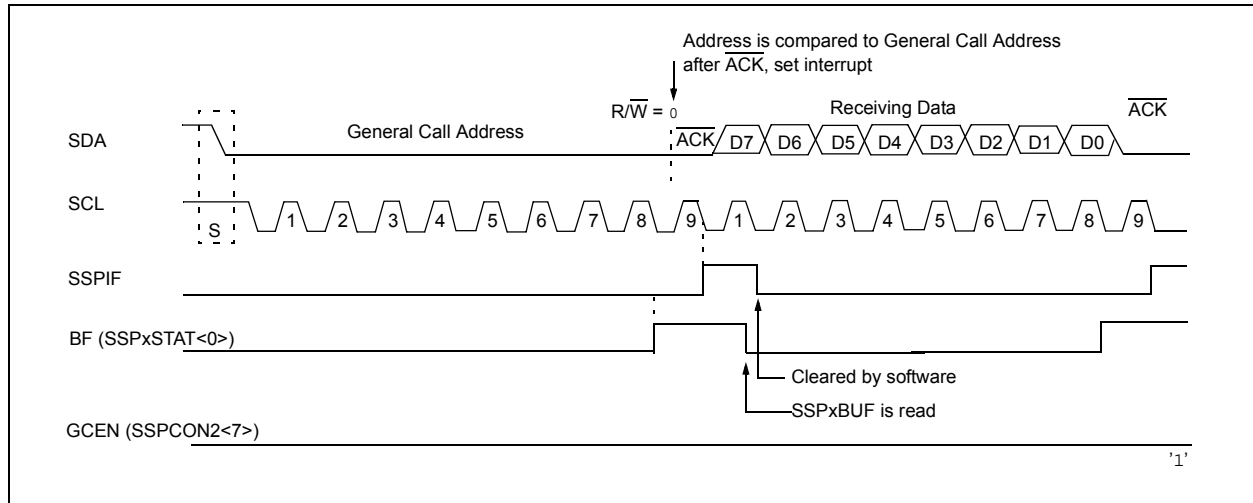 Address is compared to General Call Address
after ACK, set interrupt
R/W = 0
Receiving Data
ACK
SDA
General Call Address
ACK D7 D6 D5 D4 D3 D2 D1 D0
SCL
S
1 2 3 4 5 6 7 8 9 1 2 3 4 5 6 7 8 9
SSPIF
BF (SSPxSTAT<0>)
Cleared by software
SSPxBUF is read
GCEN (SSPCON2<7>)
'1'